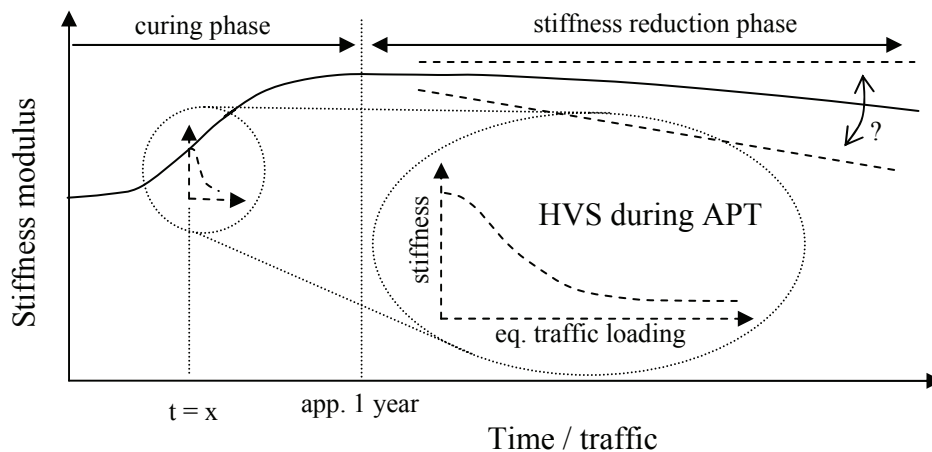 curing phase
stiffness reduction phase
?
HVS during APT
stiffness
eq. traffic loading
Stiffness modulus
t = x
app. 1 year
Time / traffic